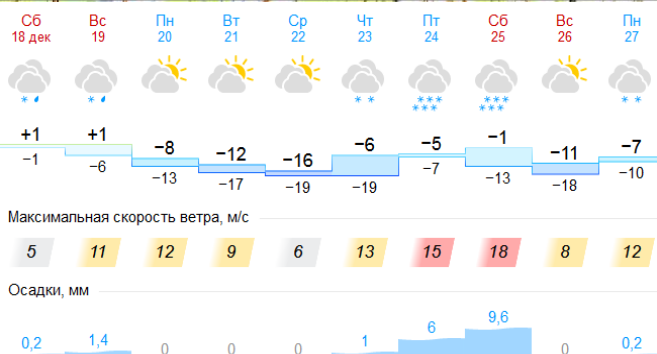 Сб Вс Пн Вт Ср Чт Пт Сб Вс Пн
18 дек 19 20 21 22 23 24 25 26 27
+1 +1 −8 −12 −16 −6 −5 −1 −11 −7
−1 −6 −13 −17 −19 −19 −7 −13 −18 −10
Максимальная скорость ветра, м/с
5 11 12 9 6 13 15 18 8 12
Осадки, мм
0,2 1,4 0 0 0 1 6 9,6 0 0,2